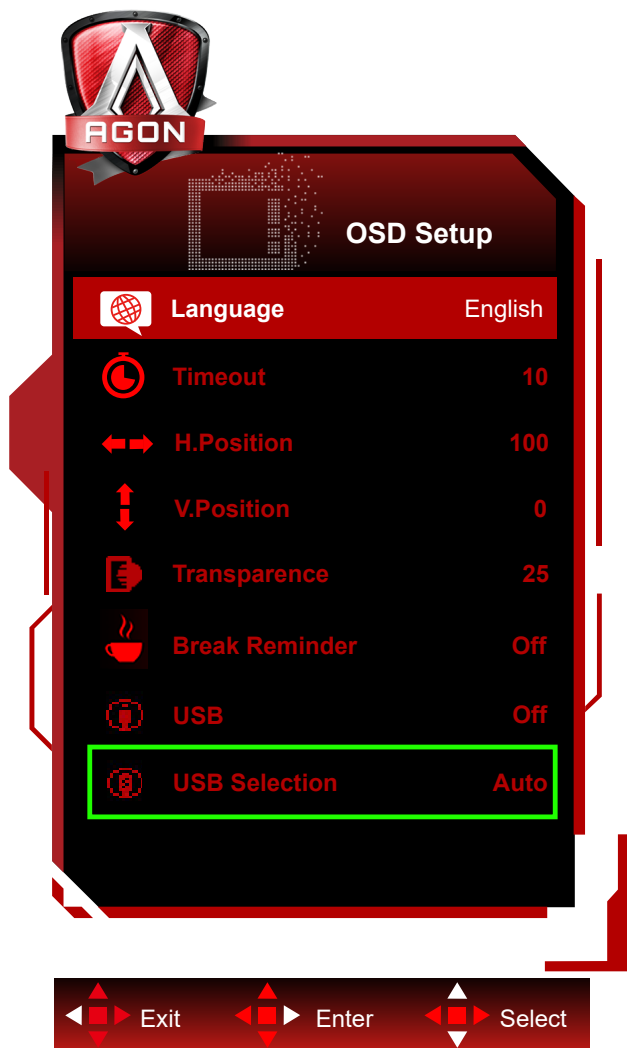 AGON
OSD Setup
Language English
Timeout 10
H.Position 100
V.Position 0
Transparence 25
Break Reminder Off
USB Off
USB Selection Auto
Exit Enter Select